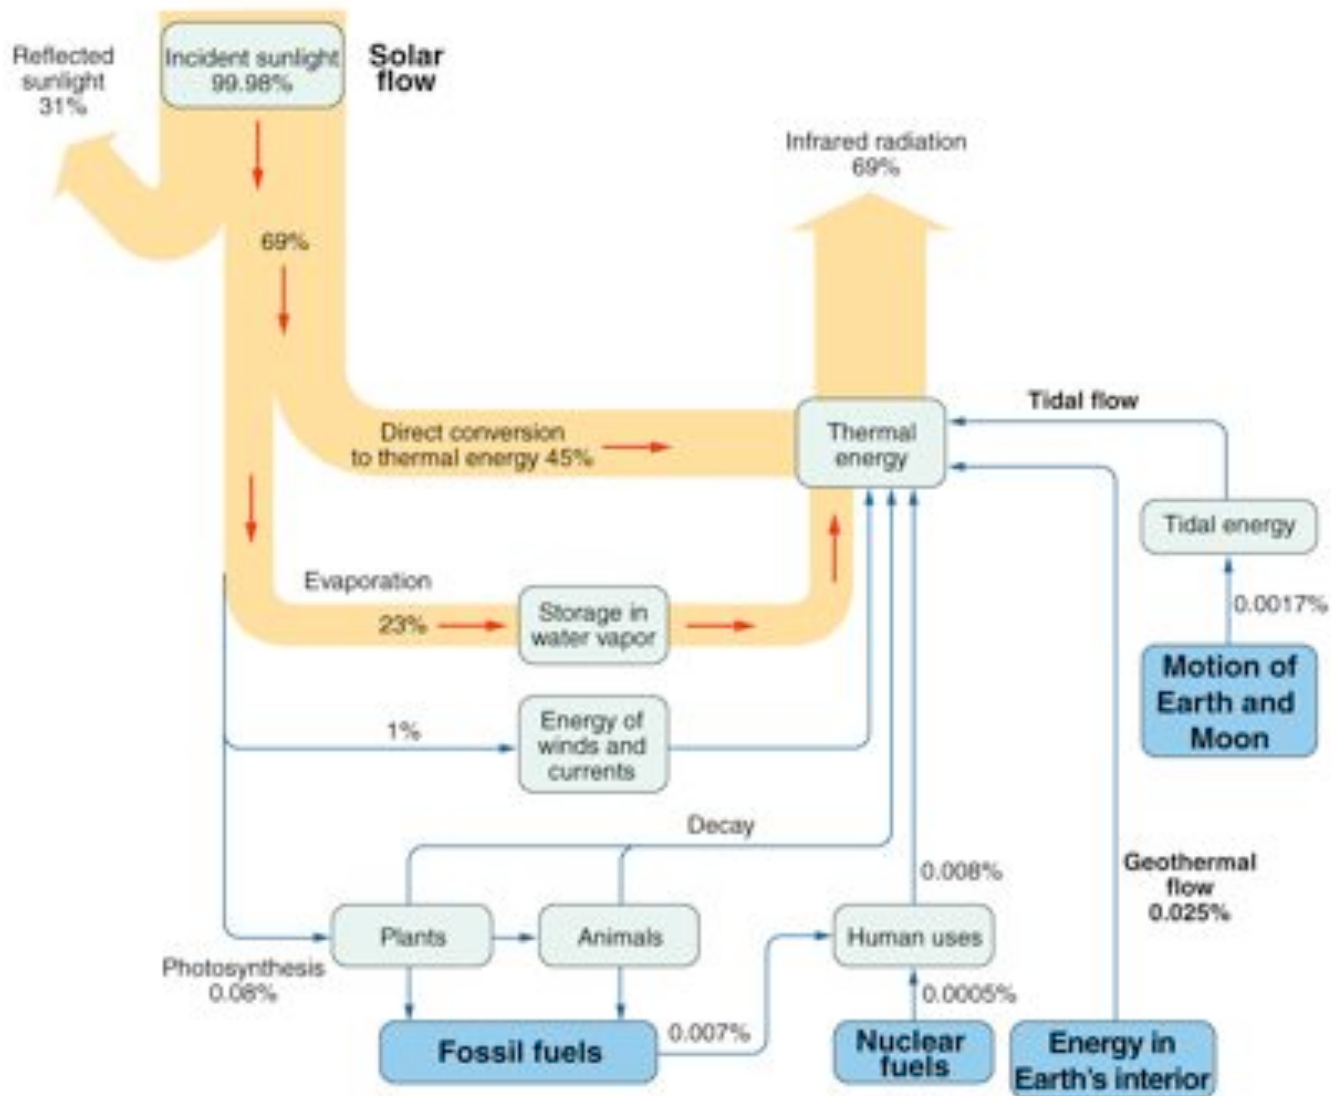 Reflected
sunlight
31%
Incident sunlight
99.98%
Solar
flow
69%
Infrared radiation
69%
Direct conversion
to thermal energy 45%
Thermal
energy
Tidal flow
Tidal energy
0.0017%
Motion of
Earth and
Moon
Evaporation
23%
Storage in
water vapor
1%
Energy of
winds and
currents
Decay
Plants
Animals
Photosynthesis
0.08%
0.008%
Human uses
Geothermal
flow
0.025%
Fossil fuels
0.007%
0.0005%
Nuclear
fuels
Energy in
Earth's interior